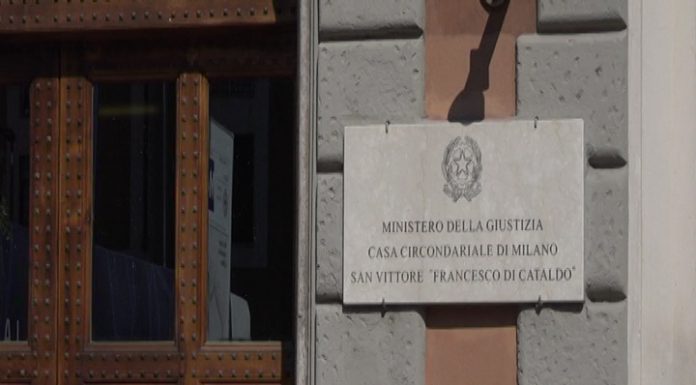 MINISTERO DELLA GIUSTIZIA
CASA CIRCONDARIALE DI MILANO
SAN VITTORE "FRANCESCO DI CATALDO"